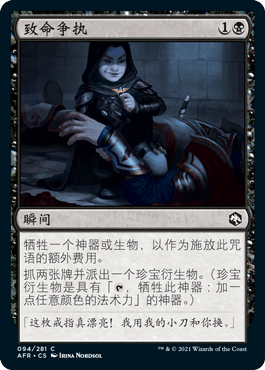 致命争执 1
瞬间
牺牲一个神器或生物，以作为施放此咒
语的额外费用。
抓两张牌并派出一个珍宝衍生物。（珍宝
衍生物是具有「，牺牲此神器：加一
点任意颜色的法术力」的神器。）
「这枚戒指真漂亮！我用我的小刀和你换。」
094/281 C
AFR • CS IRINA NORDSOL
™ & © 2021 Wizards of the Coast